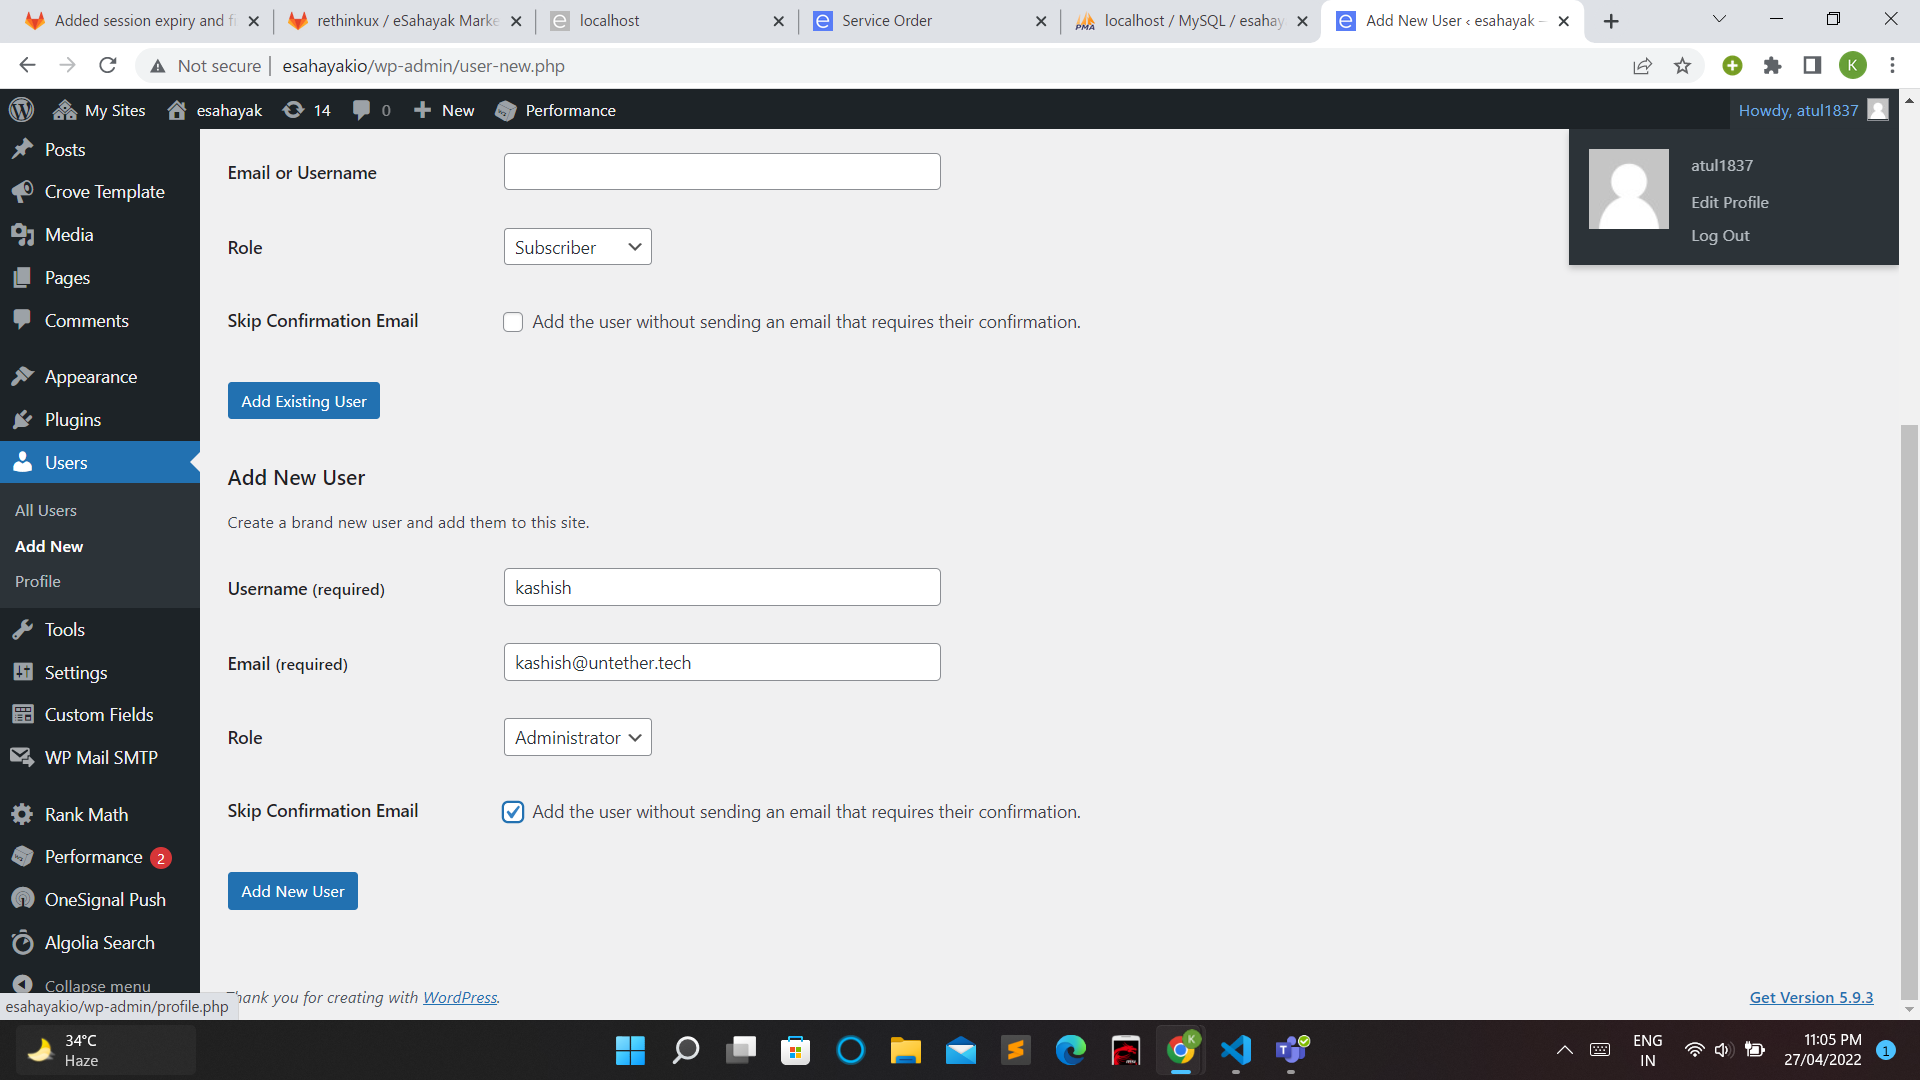 Added session expiry and fi
rethinkux / eSahayak Marke
localhost
Service Order
localhost / MySQL / esahay
Add New User ‹ esahayak –
Not secure
esahayakio/wp-admin/user-new.php
K
My Sites
esahayak
14
0
New
Performance
Howdy, atul1837
atul1837
Edit Profile
Log Out
Posts
Crove Template
Media
Pages
Comments
Appearance
Plugins
Users
All Users
Add New
Profile
Tools
Settings
Custom Fields
WP Mail SMTP
Rank Math
Performance 2
OneSignal Push
Algolia Search
Collapse menu
Email or Username
Role
Subscriber
Skip Confirmation Email
Add the user without sending an email that requires their confirmation.
Add Existing User
Add New User
Create a brand new user and add them to this site.
Username (required)
kashish
Email (required)
kashish@untether.tech
Role
Administrator
Skip Confirmation Email
Add the user without sending an email that requires their confirmation.
Add New User
Thank you for creating with WordPress.
Get Version 5.9.3
esahayakio/wp-admin/profile.php
34°C
Haze
ENG
IN
11:05 PM
27/04/2022
1